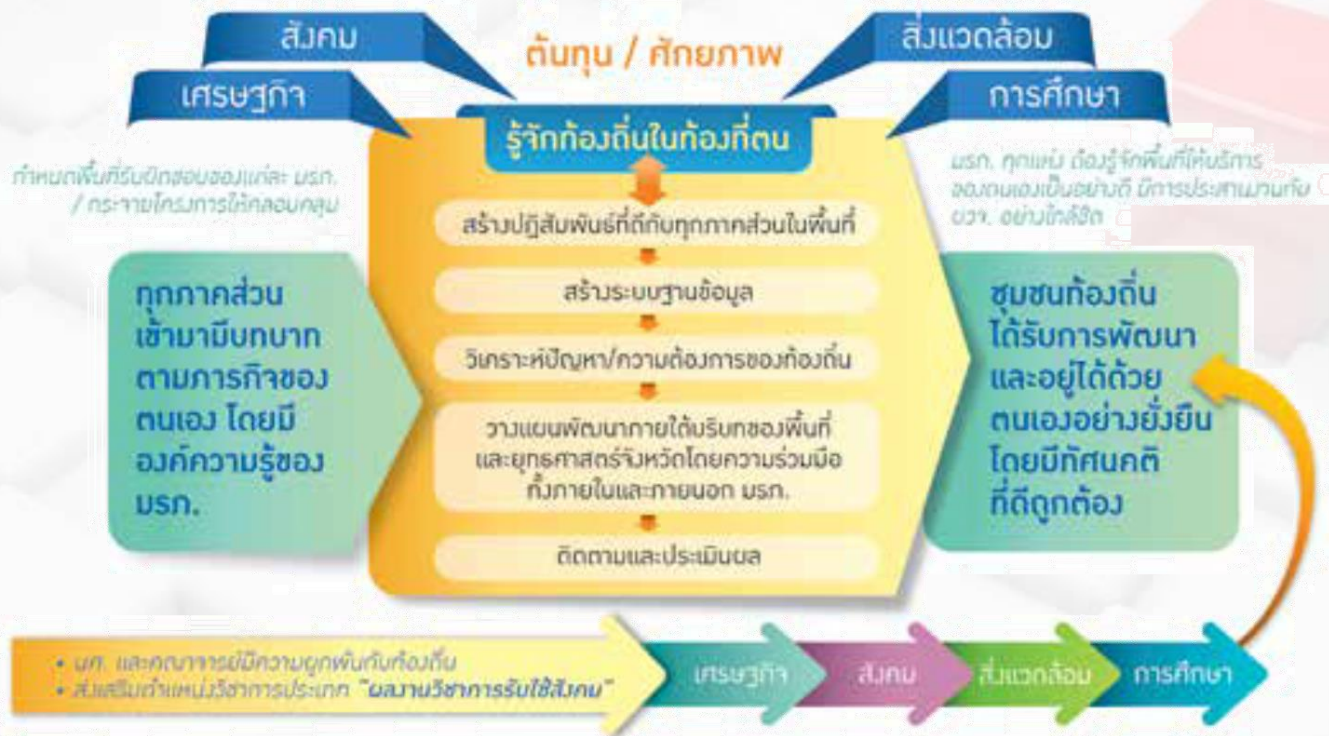 สังคม
ต้นทุน / ศักยภาพ
สิ่งแวดล้อม
เศรษฐกิจ
การศึกษา
รู้จักท้องถิ่นในท้องที่ตน
กำหนดพื้นที่รับผิดชอบของแต่ละ มรภ.
/ กระจายโครงการให้คลอบคลุม
มรภ. ทุกแห่ง ต้องรู้จักพื้นที่ให้บริการ
ของตนเองเป็นอย่างดี มีการประสานงานกับ
ผวจ. อย่างใกล้ชิด
ทุกภาคส่วน
เข้ามามีบทบาท
ตามภารกิจของ
ตนเอง โดยมี
องค์ความรู้ของ
มรภ.
สร้างปฏิสัมพันธ์ที่ดีกับทุกภาคส่วนในพื้นที่
สร้างระบบฐานข้อมูล
วิเคราะห์ปัญหา/ความต้องการของท้องถิ่น
วางแผนพัฒนาภายใต้บริบทของพื้นที่
และยุทธศาสตร์จังหวัดโดยความร่วมมือ
ทั้งภายในและภายนอก มรภ.
ติดตามและประเมินผล
ชุมชนท้องถิ่น
ได้รับการพัฒนา
และอยู่ได้ด้วย
ตนเองอย่างยั่งยืน
โดยมีทัศนคติ
ที่ดีถูกต้อง
• นศ. และคณาจารย์มีความผูกพันกับท้องถิ่น
• ส่งเสริมตำแหน่งวิชาการประเภท "ผลงานวิชาการรับใช้สังคม"
เศรษฐกิจ
สังคม
สิ่งแวดล้อม
การศึกษา